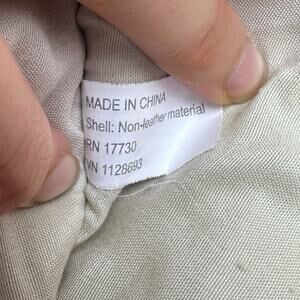 MADE IN CHINA
Shell: Non-leather material
RN 17730
VN 1128693